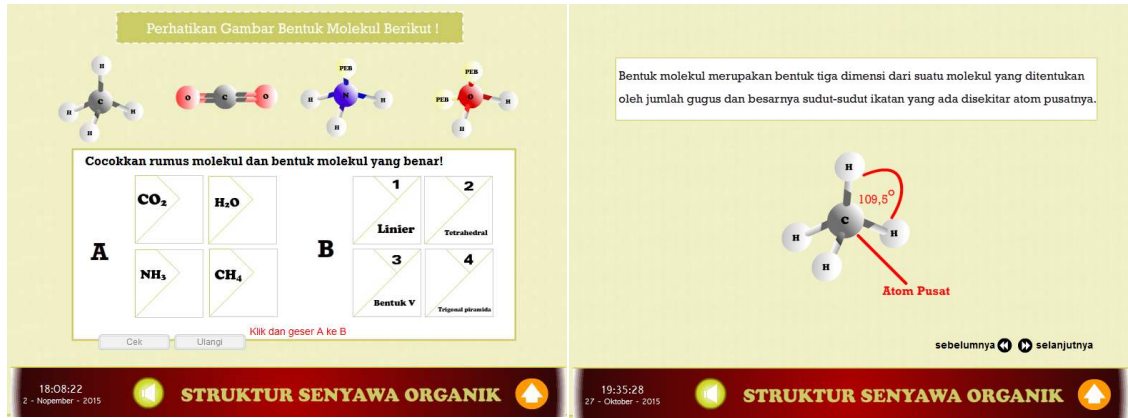 Perhatikan Gambar Bentuk Molekul Berikut !
H
H
C
H
H
O
C
O
PEB
H
N
H
H
PEB
PEB
O
H
H
Cocokkan rumus molekul dan bentuk molekul yang benar!
A
CO₂
H₂O
NH₃
CH₄
B
1
Linier
2
Tetrahedral
3
Bentuk V
4
Trigonal piramida
Klik dan geser A ke B
Cek
Ulangi
18:08:22
2 - Nopember - 2015
STRUKTUR SENYAWA ORGANIK
Bentuk molekul merupakan bentuk tiga dimensi dari suatu molekul yang ditentukan
oleh jumlah gugus dan besarnya sudut-sudut ikatan yang ada disekitar atom pusatnya.
H
109,5°
C
H
H
H
Atom Pusat
sebelumnya
selanjutnya
19:35:28
27 - Oktober - 2015
STRUKTUR SENYAWA ORGANIK